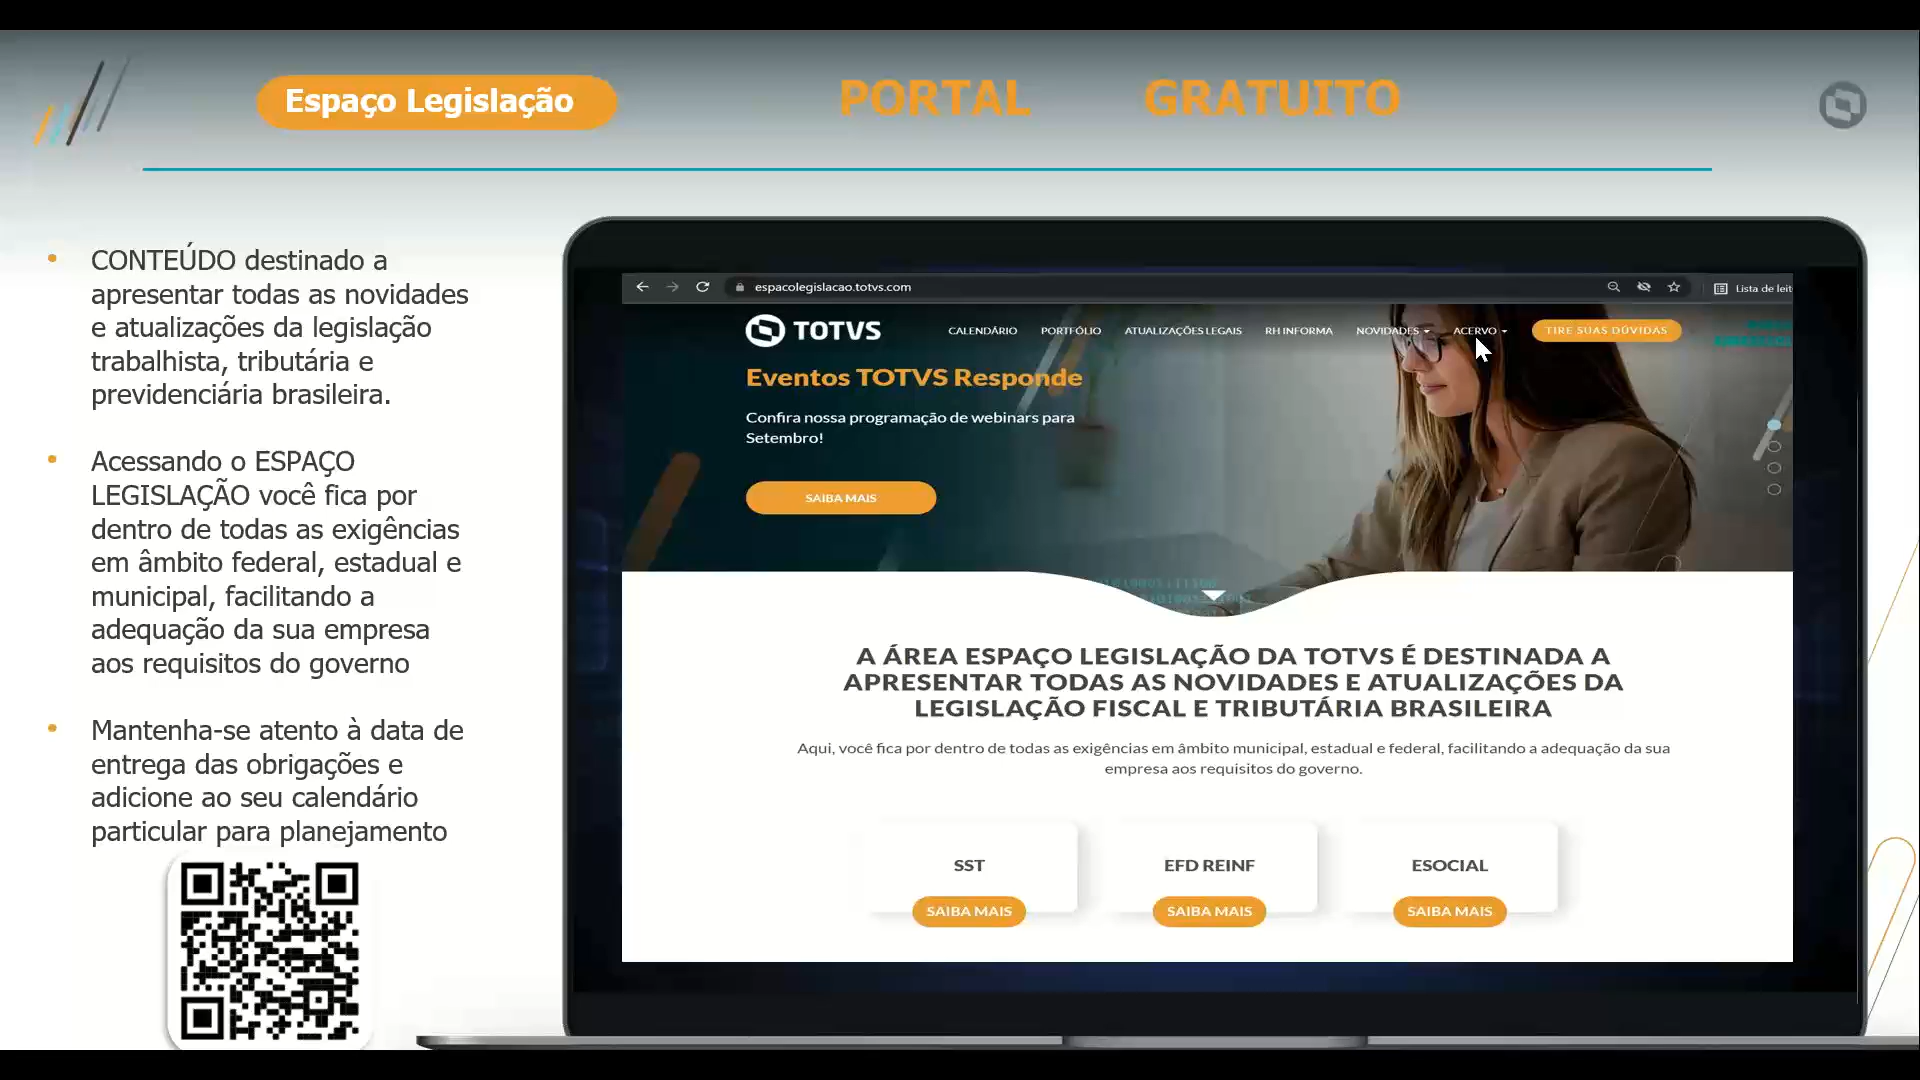 Espaço Legislação
PORTAL GRATUITO
CONTEÚDO destinado a
apresentar todas as novidades
e atualizações da legislação
trabalhista, tributária e
previdenciária brasileira.
Acessando o ESPAÇO
LEGISLAÇÃO você fica por
dentro de todas as exigências
em âmbito federal, estadual e
municipal, facilitando a
adequação da sua empresa
aos requisitos do governo
Mantenha-se atento à data de
entrega das obrigações e
adicione ao seu calendário
particular para planejamento
espacolegislacao.totvs.com
Lista de leit
TOTVS
CALENDÁRIO PORTFÓLIO ATUALIZAÇÕES LEGAIS RH INFORMA NOVIDADES ACERVO TIRE SUAS DÚVIDAS
Eventos TOTVS Responde
Confira nossa programação de webinars para
Setembro!
SAIBA MAIS
A ÁREA ESPAÇO LEGISLAÇÃO DA TOTVS É DESTINADA A
APRESENTAR TODAS AS NOVIDADES E ATUALIZAÇÕES DA
LEGISLAÇÃO FISCAL E TRIBUTÁRIA BRASILEIRA
Aqui, você fica por dentro de todas as exigências em âmbito municipal, estadual e federal, facilitando a adequação da sua
empresa aos requisitos do governo.
SST EFD REINF ESOCIAL
SAIBA MAIS SAIBA MAIS SAIBA MAIS